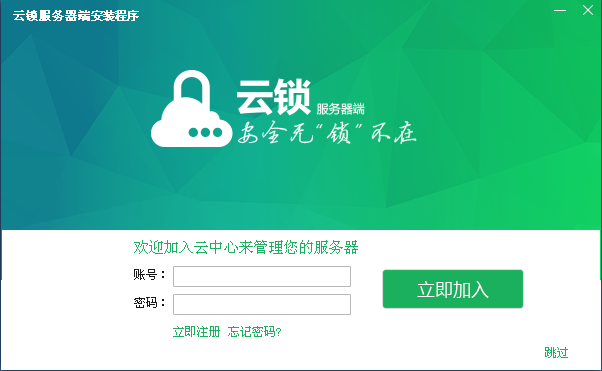 云锁服务器端安装程序
云锁 服务器端
安全无“锁”不在
欢迎加入云中心来管理您的服务器
账号：
密码：
立即加入
立即注册 忘记密码?
跳过